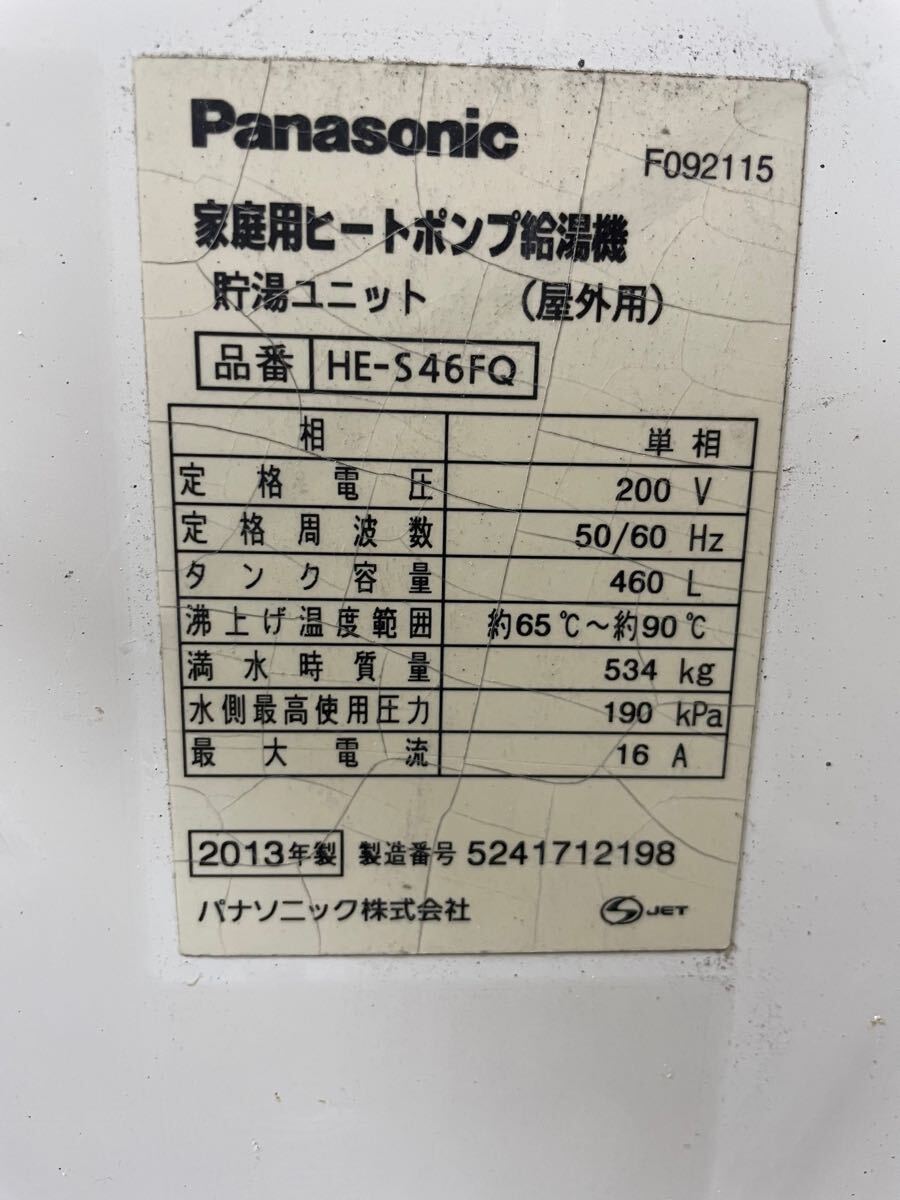 Panasonic
F092115
家庭用ヒートポンプ給湯機
貯湯ユニット (屋外用)
品番 HE-S46FQ
相 単相
定格電圧 200 V
定格周波数 50/60 Hz
タンク容量 460 L
沸上げ温度範囲 約65℃～約90℃
満水時質量 534 kg
水側最高使用圧力 190 kPa
最大電流 16 A
2013年製 製造番号 5241712198
パナソニック株式会社 JET